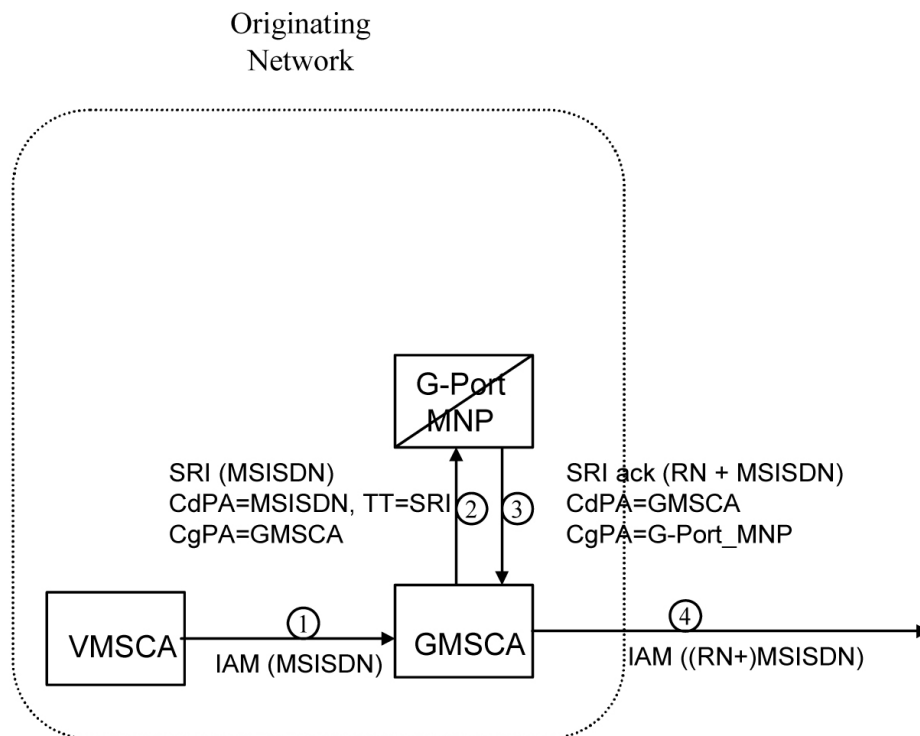 Originating
Network
G-Port
MNP
SRI (MSISDN)
CdPA=MSISDN, TT=SRI
CgPA=GMSCA
2
3
SRI ack (RN + MSISDN)
CdPA=GMSCA
CgPA=G-Port_MNP
VMSCA
1
IAM (MSISDN)
GMSCA
4
IAM ((RN+)MSISDN)